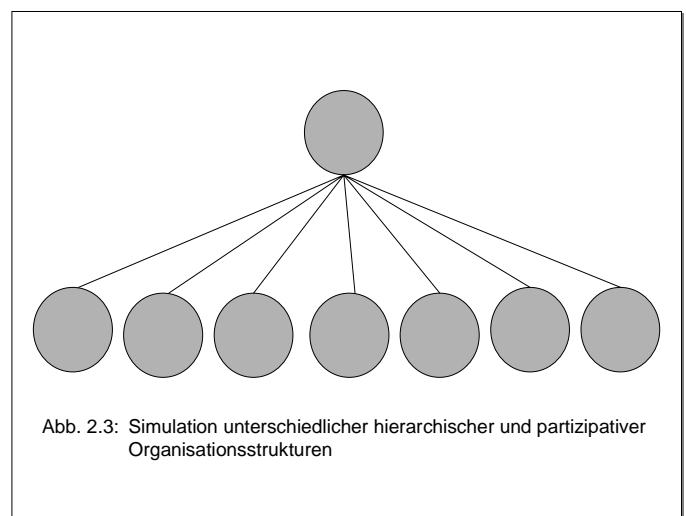 Abb. 2.3: Simulation unterschiedlicher hierarchischer und partizipativer
Organisationsstrukturen